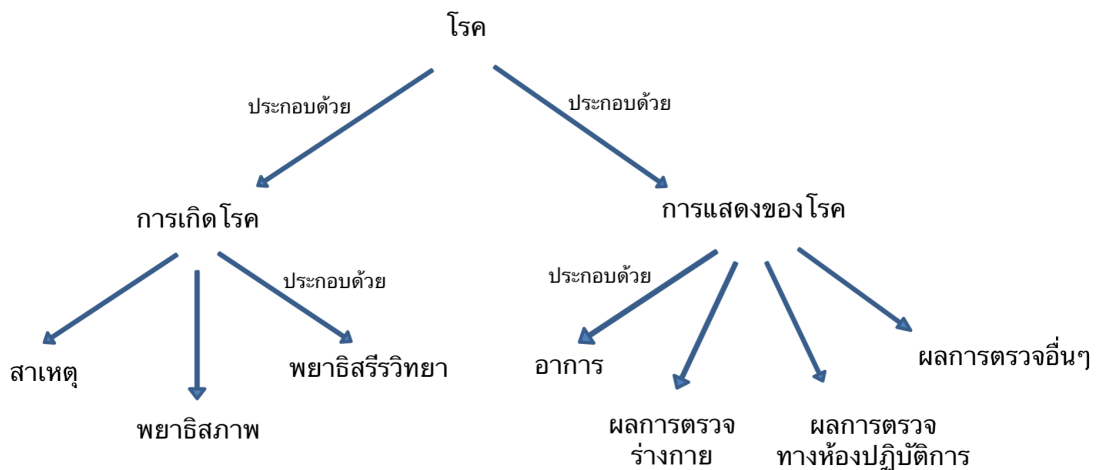 โรค
ประกอบด้วย
ประกอบด้วย
การเกิดโรค
การแสดงของโรค
ประกอบด้วย
ประกอบด้วย
สาเหตุ
พยาธิสภาพ
พยาธิสรีรวิทยา
อาการ
ผลการตรวจ
ร่างกาย
ผลการตรวจ
ทางห้องปฏิบัติการ
ผลการตรวจอื่นๆ